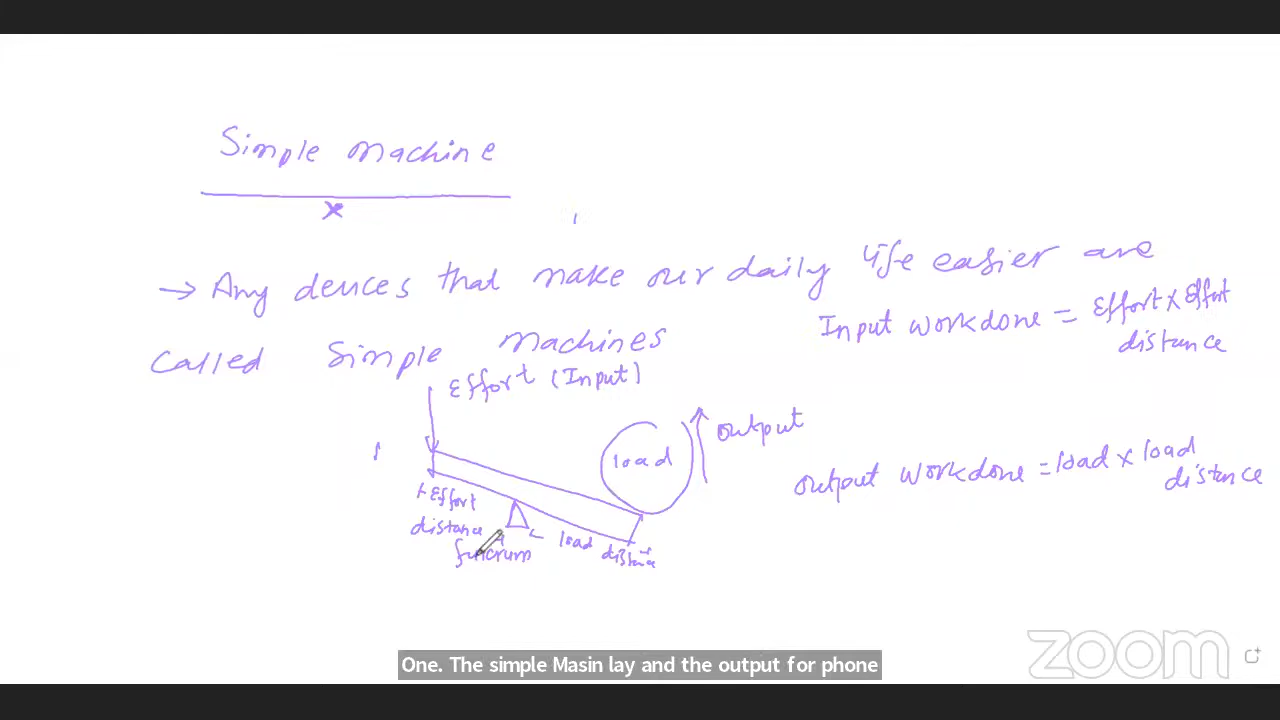 Simple machine
→ Any devices that make our daily life easier are
called simple machines
Input workdone = Effort x Effort
distance
Effort (Input)
load
output
output workdone = load x load
distance
Effort
distance
fulcrum
load distance
One. The simple Masin lay and the output for phone
zoom